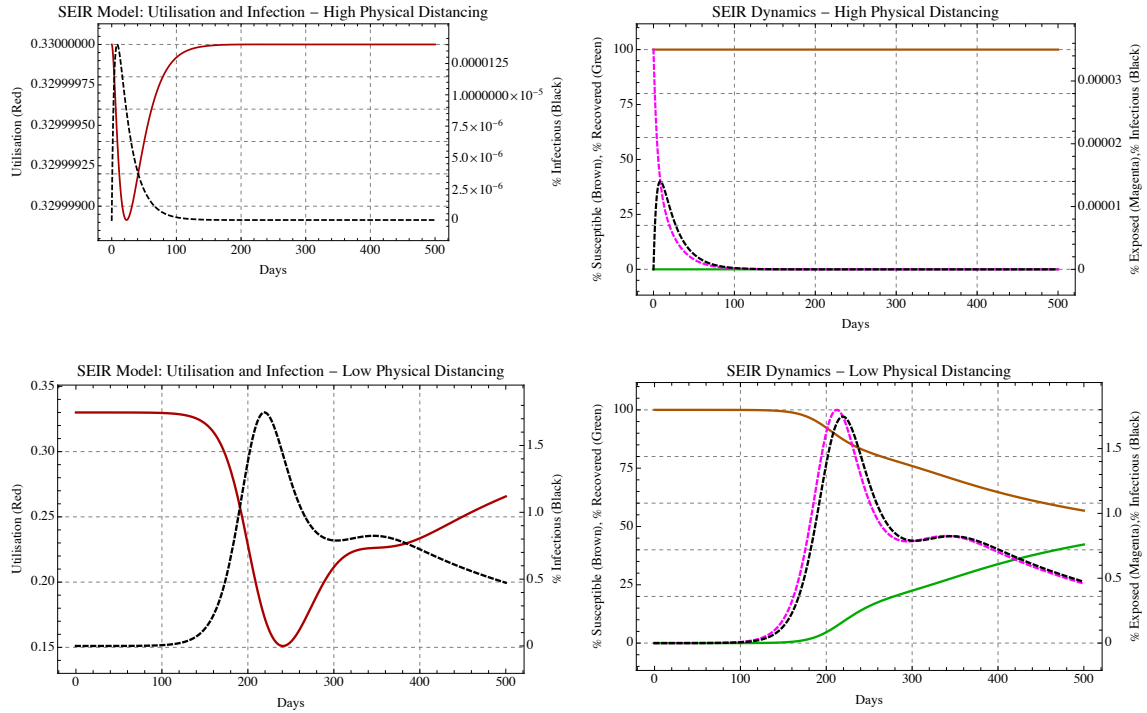 SEIR Model: Utilisation and Infection – High Physical Distancing
Utilisation (Red)
0.33000000
0.32999975
0.32999950
0.32999925
0.32999900
0.0000125
1.0000000×10⁻⁵
7.5×10⁻⁶
5.0×10⁻⁶
2.5×10⁻⁶
0
% Infectious (Black)
0 100 200 300 400 500
Days
SEIR Dynamics – High Physical Distancing
% Susceptible (Brown), % Recovered (Green)
100
75
50
25
0
0.00003
0.00002
0.00001
0
% Exposed (Magenta),% Infectious (Black)
0 100 200 300 400 500
Days
SEIR Model: Utilisation and Infection – Low Physical Distancing
Utilisation (Red)
0.35
0.30
0.25
0.20
0.15
1.5
1.0
0.5
0
% Infectious (Black)
0 100 200 300 400 500
Days
SEIR Dynamics – Low Physical Distancing
% Susceptible (Brown), % Recovered (Green)
100
75
50
25
0
1.5
1.0
0.5
0
% Exposed (Magenta),% Infectious (Black)
0 100 200 300 400 500
Days